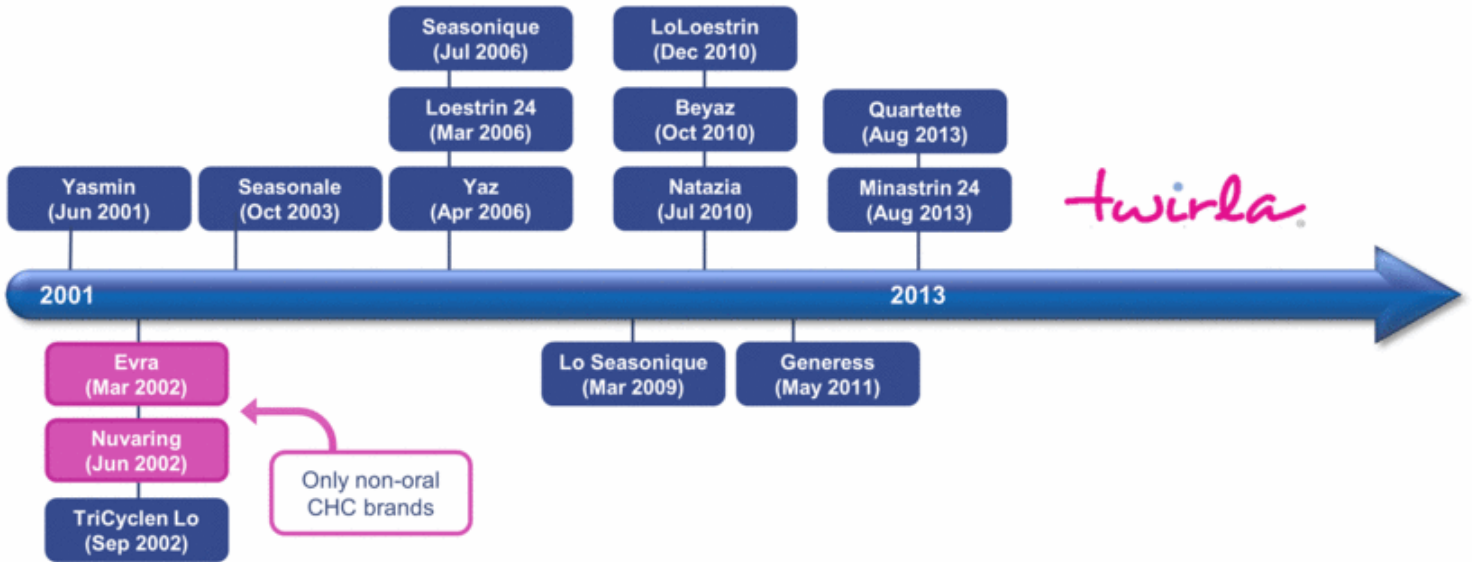 Seasonique
(Jul 2006)
LoLoestrin
(Dec 2010)
Loestrin 24
(Mar 2006)
Beyaz
(Oct 2010)
Quartette
(Aug 2013)
Yasmin
(Jun 2001)
Seasonale
(Oct 2003)
Yaz
(Apr 2006)
Natazia
(Jul 2010)
Minastrin 24
(Aug 2013)
twirla
2001
2013
Evra
(Mar 2002)
Lo Seasonique
(Mar 2009)
Generess
(May 2011)
Nuvaring
(Jun 2002)
Only non-oral
CHC brands
TriCyclen Lo
(Sep 2002)